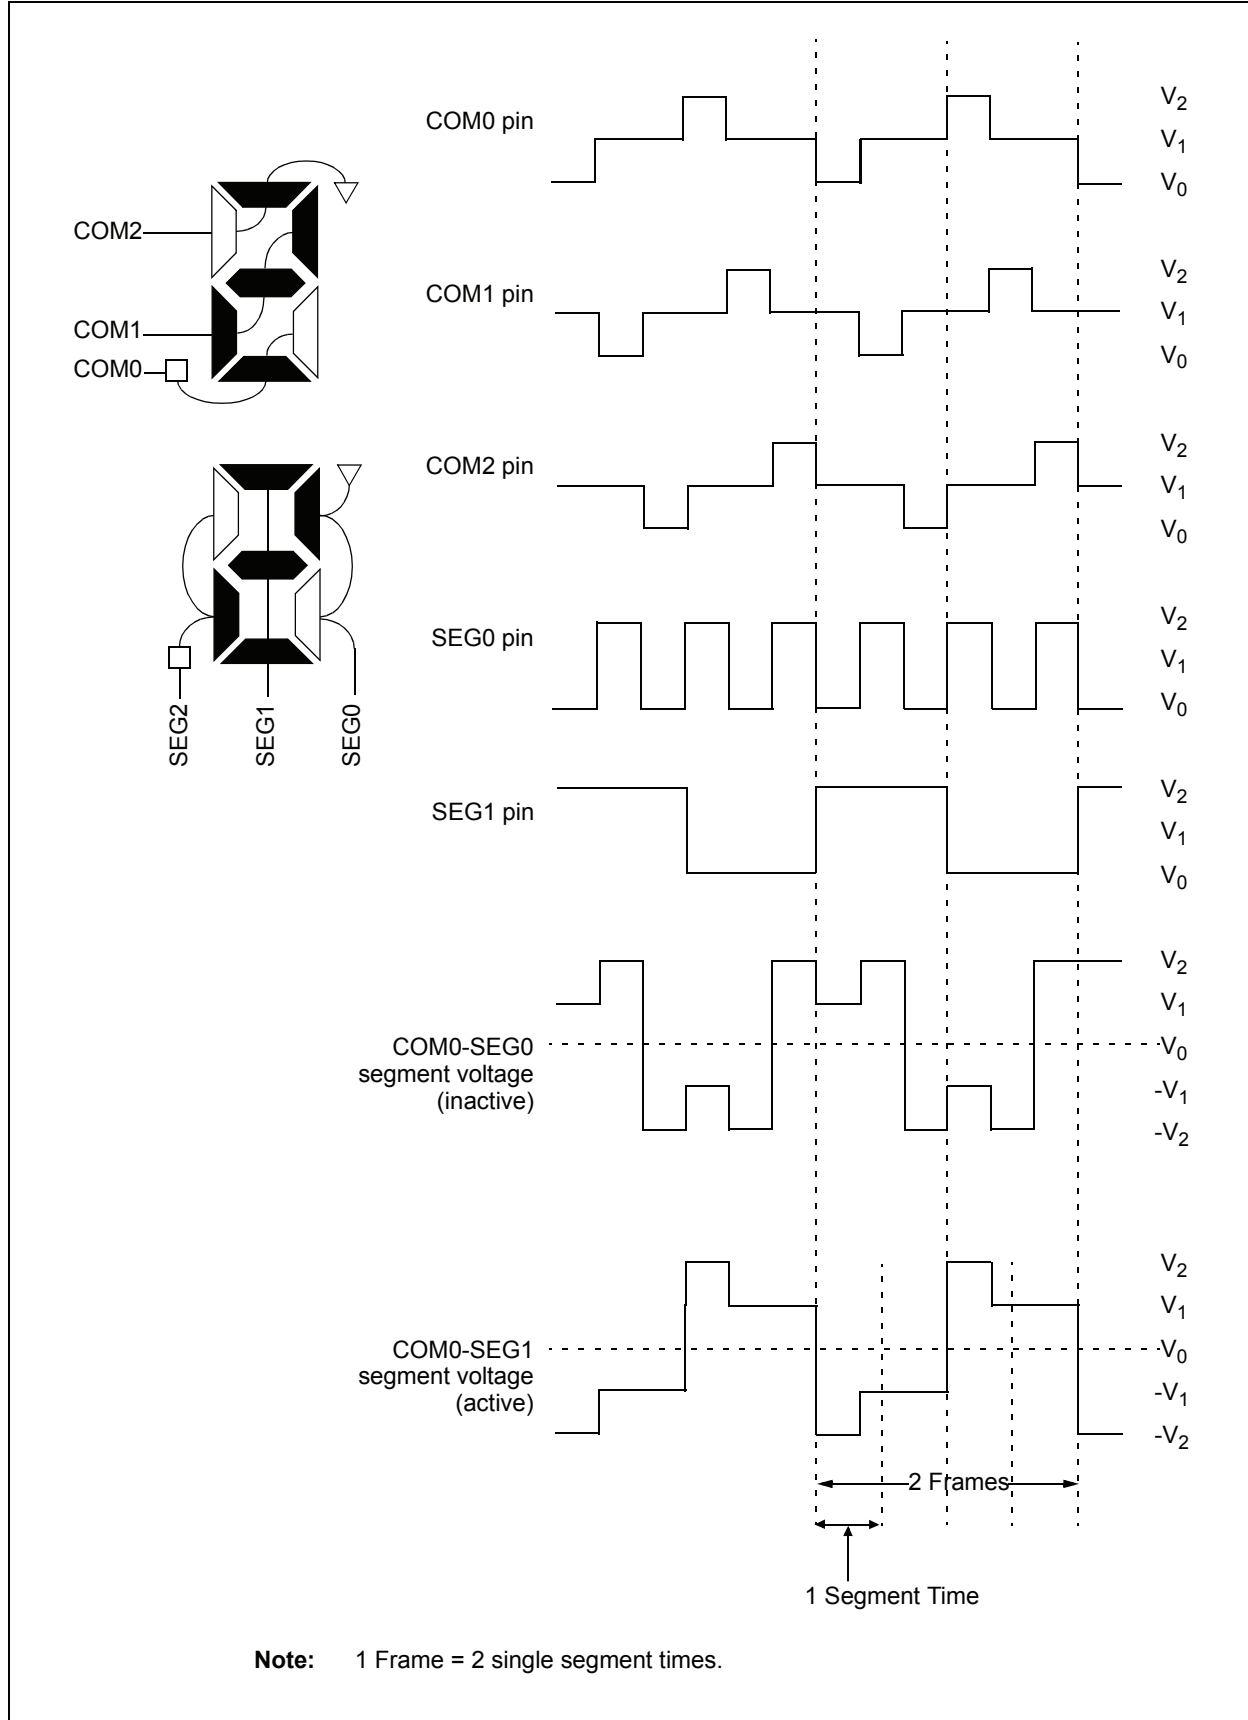 COM0 pin
V2
V1
V0
COM2
COM1
COM0
COM1 pin
V2
V1
V0
COM2 pin
V2
V1
V0
SEG2
SEG1
SEG0
SEG0 pin
V2
V1
V0
SEG1 pin
V2
V1
V0
COM0-SEG0
segment voltage
(inactive)
V2
V1
V0
-V1
-V2
COM0-SEG1
segment voltage
(active)
V2
V1
V0
-V1
-V2
2 Frames
1 Segment Time
Note: 1 Frame = 2 single segment times.